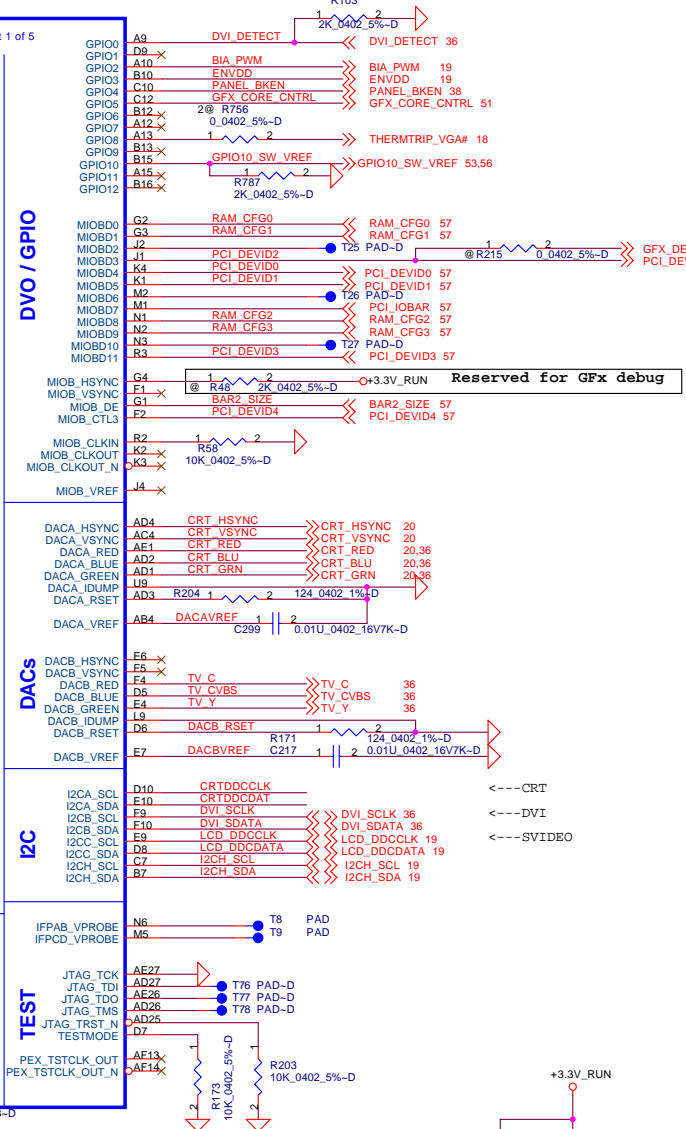 R103
1 2
2K_0402_5%~D
1 of 5
GPIO0 A9 DVI_DETECT DVI_DETECT 36
GPIO1 D9
GPIO2 A10 BIA_PWM BIA_PWM 19
GPIO3 B10 ENVDD ENVDD 19
GPIO4 C10 PANEL_BKEN PANEL_BKEN 38
GPIO5 C12 GFX_CORE_CNTRL GFX_CORE_CNTRL 51
GPIO6 B12 2@ R756
GPIO7 A12 0_0402_5%~D
GPIO8 A13 1 2 THERMTRIP_VGA# 18
GPIO9 B13
GPIO10 B15 GPIO10_SW_VREF GPIO10_SW_VREF 53,56
GPIO11 A15 1 2
GPIO12 B16 R787
2K_0402_5%~D
DVO / GPIO
MIOBD0 G2 RAM_CFG0 RAM_CFG0 57
MIOBD1 G3 RAM_CFG1 RAM_CFG1 57
MIOBD2 J2 T25 PAD~D 1 2 GFX_DE
MIOBD3 J1 PCI_DEVID2 @ R215 0_0402_5%~D PCI_DE
MIOBD4 K4 PCI_DEVID0 PCI_DEVID0 57
MIOBD5 K1 PCI_DEVID1 PCI_DEVID1 57
MIOBD6 M2 T26 PAD~D
MIOBD7 M1 PCI_IOBAR 57
MIOBD8 N1 RAM_CFG2 RAM_CFG2 57
MIOBD9 N2 RAM_CFG3 RAM_CFG3 57
MIOBD10 N3 T27 PAD~D
MIOBD11 R3 PCI_DEVID3 PCI_DEVID3 57
MIOB_HSYNC G4 1 2 +3.3V_RUN Reserved for GFx debug
MIOB_VSYNC F1 @ R48 2K_0402_5%~D
MIOB_DE G1 BAR2_SIZE BAR2_SIZE 57
MIOB_CTL3 F2 PCI_DEVID4 PCI_DEVID4 57
MIOB_CLKIN R2 1 2
MIOB_CLKOUT K2 R58
MIOB_CLKOUT_N K3 10K_0402_5%~D
MIOB_VREF J4
DACs
DACA_HSYNC AD4 CRT_HSYNC CRT_HSYNC 20
DACA_VSYNC AC4 CRT_VSYNC CRT_VSYNC 20
DACA_RED AE1 CRT_RED CRT_RED 20,36
DACA_BLUE AD2 CRT_BLU CRT_BLU 20,36
DACA_GREEN AD1 CRT_GRN CRT_GRN 20,36
DACA_IDUMP U9
DACA_RSET AD3 R204 1 2 124_0402_1%~D
DACA_VREF AB4 DACAVREF 1 2
C299 0.01U_0402_16V7K~D
DACB_HSYNC E6
DACB_VSYNC F5
DACB_RED F4 TV_C TV_C 36
DACB_BLUE D5 TV_CVBS TV_CVBS 36
DACB_GREEN E4 TV_Y TV_Y 36
DACB_IDUMP L9
DACB_RSET D6 DACB_RSET 1 2
R171 124_0402_1%~D
DACB_VREF E7 DACBVREF C217 1 2 0.01U_0402_16V7K~D
I2C
I2CA_SCL D10 CRTDDCCLK <---CRT
I2CA_SDA E10 CRTDDCDAT
I2CB_SCL F9 DVI_SCLK DVI_SCLK 36 <---DVI
I2CB_SDA F10 DVI_SDATA DVI_SDATA 36
I2CC_SCL E9 LCD_DDCCLK LCD_DDCCLK 19 <---SVIDEO
I2CC_SDA D8 LCD_DDCDATA LCD_DDCDATA 19
I2CH_SCL C7 I2CH_SCL I2CH_SCL 19
I2CH_SDA B7 I2CH_SDA I2CH_SDA 19
IFPAB_VPROBE N6 T8 PAD
IFPCD_VPROBE M5 T9 PAD
TEST
JTAG_TCK AE27
JTAG_TDI AD27 T76 PAD~D
JTAG_TDO AE26 T77 PAD~D
JTAG_TMS AD26 T78 PAD~D
JTAG_TRST_N AD25
TESTMODE D7
PEX_TSTCLK_OUT AF13
PEX_TSTCLK_OUT_N AF14
1 2 R173 10K_0402_5%~D
1 2 R203
10K_0402_5%~D
+3.3V_RUN
~D